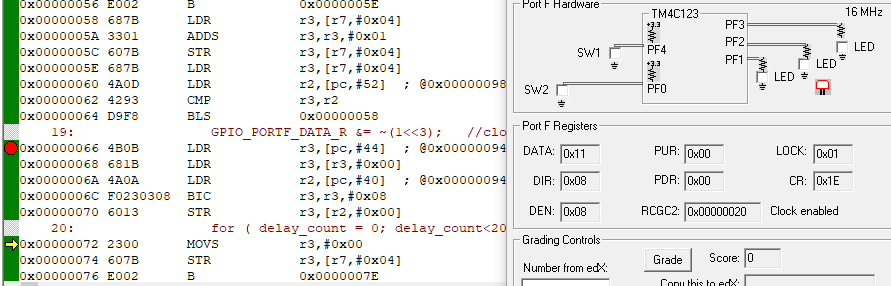 0x00000056 E002 B 0x0000005E
0x00000058 687B LDR r3,[r7,#0x04]
0x0000005A 3301 ADDS r3,r3,#0x01
0x0000005C 607B STR r3,[r7,#0x04]
0x0000005E 687B LDR r3,[r7,#0x04]
0x00000060 4A0D LDR r2,[pc,#52] ; @0x00000098
0x00000062 4293 CMP r3,r2
0x00000064 D9F8 BLS 0x00000058
19: GPIO_PORTF_DATA_R &= ~(1<<3); //clo
0x00000066 4B0B LDR r3,[pc,#44] ; @0x00000094
0x00000068 681B LDR r3,[r3,#0x00]
0x0000006A 4A0A LDR r2,[pc,#40] ; @0x00000094
0x0000006C F0230308 BIC r3,r3,#0x08
0x00000070 6013 STR r3,[r2,#0x00]
20: for ( delay_count = 0; delay_count<20
0x00000072 2300 MOVS r3,#0x00
0x00000074 607B STR r3,[r7,#0x04]
0x00000076 E002 B 0x0000007E
Port F Hardware
TM4C123
16 MHz
+3.3
PF3
SW1
PF4
PF2
LED
+3.3
PF1
LED
SW2
PF0
LED
Port F Registers
DATA: 0x11 PUR: 0x00 LOCK: 0x01
DIR: 0x08 PDR: 0x00 CR: 0x1E
DEN: 0x08 RCGC2: 0x00000020 Clock enabled
Grading Controls
Number from edX: Grade Score: 0
Copy this to edX: